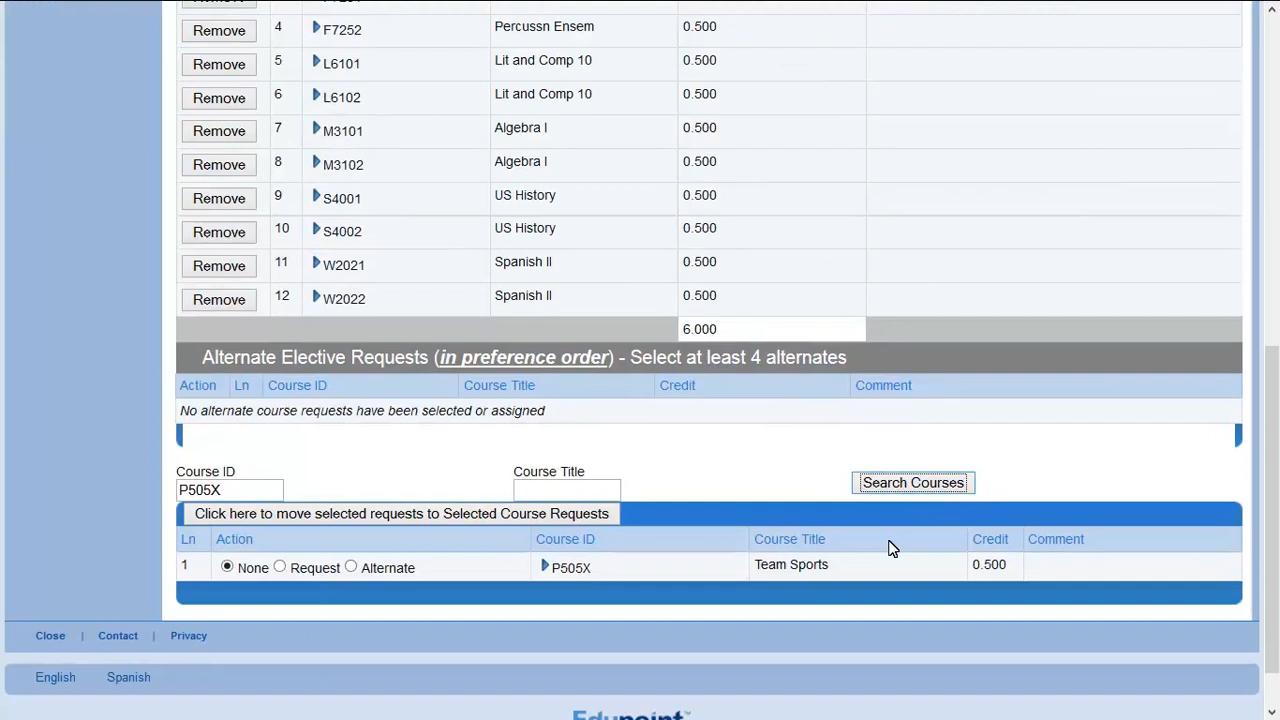 Remove 4 F7252 Percussn Ensem 0.500
Remove 5 L6101 Lit and Comp 10 0.500
Remove 6 L6102 Lit and Comp 10 0.500
Remove 7 M3101 Algebra I 0.500
Remove 8 M3102 Algebra I 0.500
Remove 9 S4001 US History 0.500
Remove 10 S4002 US History 0.500
Remove 11 W2021 Spanish II 0.500
Remove 12 W2022 Spanish II 0.500
6.000
Alternate Elective Requests (in preference order) - Select at least 4 alternates
Action Ln Course ID Course Title Credit Comment
No alternate course requests have been selected or assigned
Course ID Course Title
P505X Search Courses
Click here to move selected requests to Selected Course Requests
Ln Action Course ID Course Title Credit Comment
1 None Request Alternate P505X Team Sports 0.500
Close | Contact | Privacy
English Spanish
Edupoint™